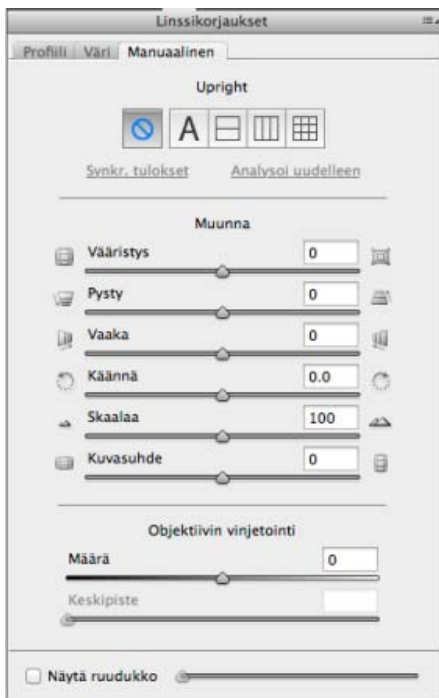 Linssikorjaukset
Profiili Väri Manuaalinen
Upright
A
Synkr. tulokset Analysoi uudelleen
Muunna
Vääristys 0
Pysty 0
Vaaka 0
Käännä 0.0
Skaalaa 100
Kuvasuhde 0
Objektiivin vinjetointi
Määrä 0
Keskipiste
Näytä ruudukko